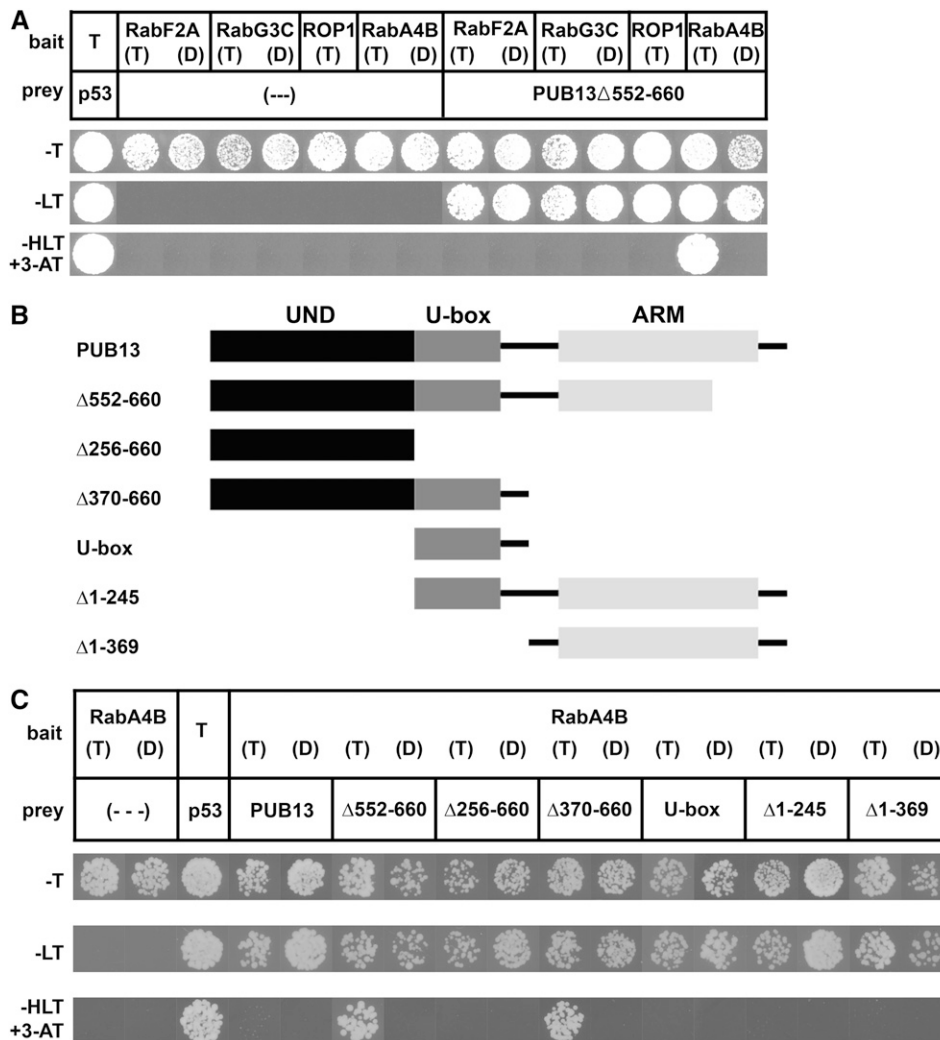 A
bait T RabF2A RabG3C ROP1 RabA4B RabF2A RabG3C ROP1 RabA4B
(T) (D) (T) (D) (T) (T) (D) (T) (D) (T) (D) (T) (T) (D)
prey p53 (---) PUB13Δ552-660
-T
-LT
-HLT
+3-AT
B
UND U-box ARM
PUB13
Δ552-660
Δ256-660
Δ370-660
U-box
Δ1-245
Δ1-369
C
bait RabA4B T RabA4B
(T) (D) (T) (D) (T) (D) (T) (D) (T) (D) (T) (D) (T) (D) (T) (D)
prey (- - -) p53 PUB13 Δ552-660 Δ256-660 Δ370-660 U-box Δ1-245 Δ1-369
-T
-LT
-HLT
+3-AT